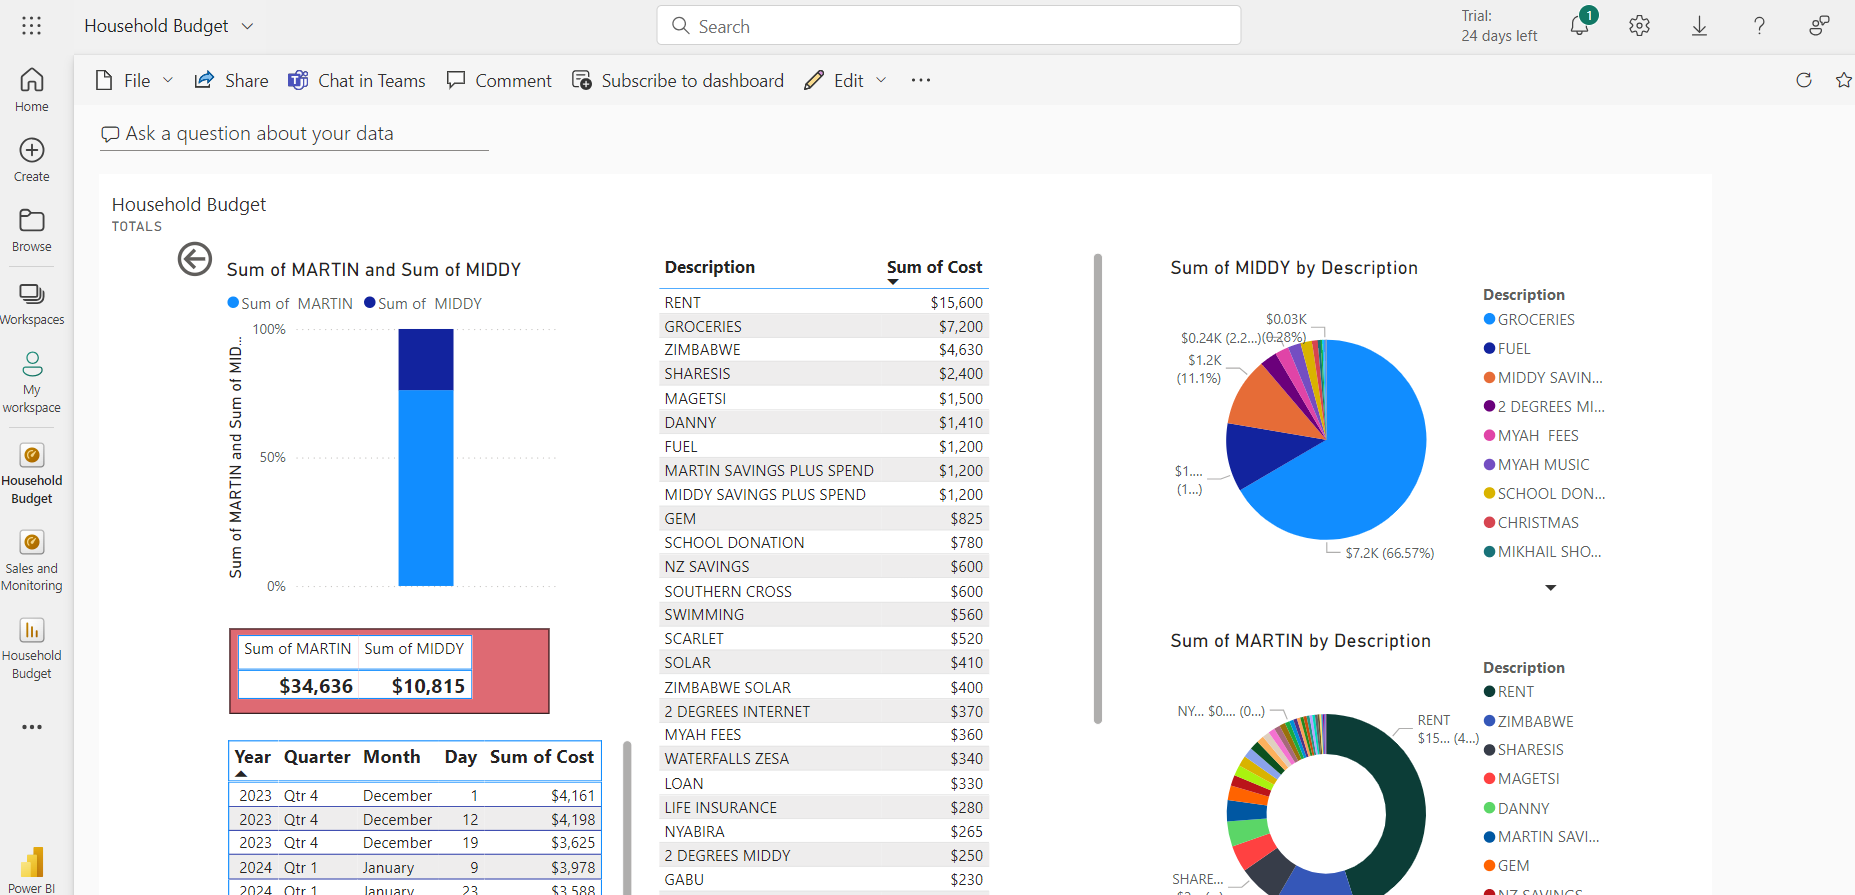 Household Budget
Search
Trial:
24 days left
1
?
File
Share
Chat in Teams
Comment
Subscribe to dashboard
Edit
Home
Create
Browse
Workspaces
My
workspace
Household
Budget
Sales and
Monitoring
Household
Budget
Power BI
Ask a question about your data
Household Budget
TOTALS
Sum of MARTIN and Sum of MIDDY
Sum of MARTIN Sum of MIDDY
Sum of MARTIN and Sum of MID...
100%
50%
0%
Sum of MARTIN Sum of MIDDY
$34,636 $10,815
Year Quarter Month Day Sum of Cost
2023 Qtr 4 December 1 $4,161
2023 Qtr 4 December 12 $4,198
2023 Qtr 4 December 19 $3,625
2024 Qtr 1 January 9 $3,978
2024 Qtr 1 January 23 $3,588
Description Sum of Cost
RENT $15,600
GROCERIES $7,200
ZIMBABWE $4,630
SHARESIS $2,400
MAGETSI $1,500
DANNY $1,410
FUEL $1,200
MARTIN SAVINGS PLUS SPEND $1,200
MIDDY SAVINGS PLUS SPEND $1,200
GEM $825
SCHOOL DONATION $780
NZ SAVINGS $600
SOUTHERN CROSS $600
SWIMMING $560
SCARLET $520
SOLAR $410
ZIMBABWE SOLAR $400
2 DEGREES INTERNET $370
MYAH FEES $360
WATERFALLS ZESA $340
LOAN $330
LIFE INSURANCE $280
NYABIRA $265
2 DEGREES MIDDY $250
GABU $230
Sum of MIDDY by Description
$0.03K
(0.28%)
$0.24K (2.2...)
$1.2K
(11.1%)
$1....
(1...)
$7.2K (66.57%)
Description
GROCERIES
FUEL
MIDDY SAVIN...
2 DEGREES MI...
MYAH FEES
MYAH MUSIC
SCHOOL DON...
CHRISTMAS
MIKHAIL SHO...
Sum of MARTIN by Description
NY... $0.... (0...)
RENT
$15... (4...)
SHARE...
Description
RENT
ZIMBABWE
SHARESIS
MAGETSI
DANNY
MARTIN SAVI...
GEM
NZ SAVINGS